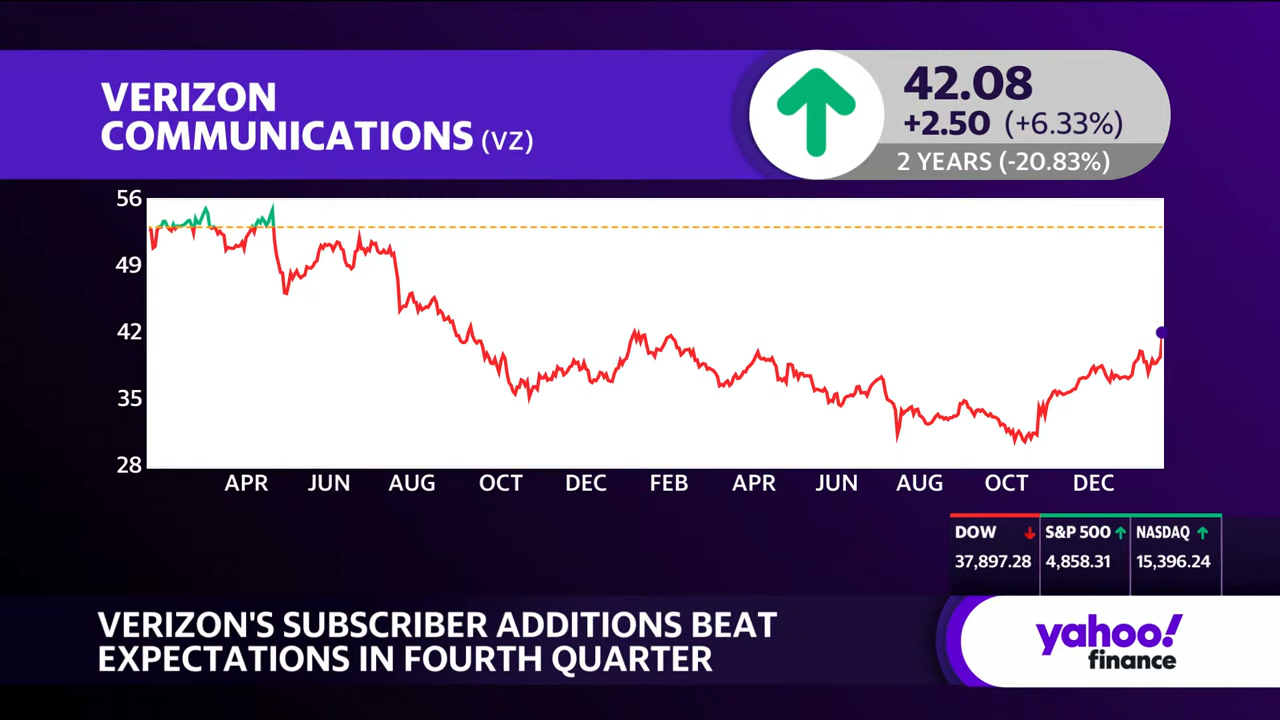 VERIZON
COMMUNICATIONS (VZ)
42.08
+2.50 (+6.33%)
2 YEARS (-20.83%)
56
49
42
35
28
APR JUN AUG OCT DEC FEB APR JUN AUG OCT DEC
DOW S&P 500 NASDAQ
37,897.28 4,858.31 15,396.24
VERIZON'S SUBSCRIBER ADDITIONS BEAT
EXPECTATIONS IN FOURTH QUARTER
yahoo!
finance